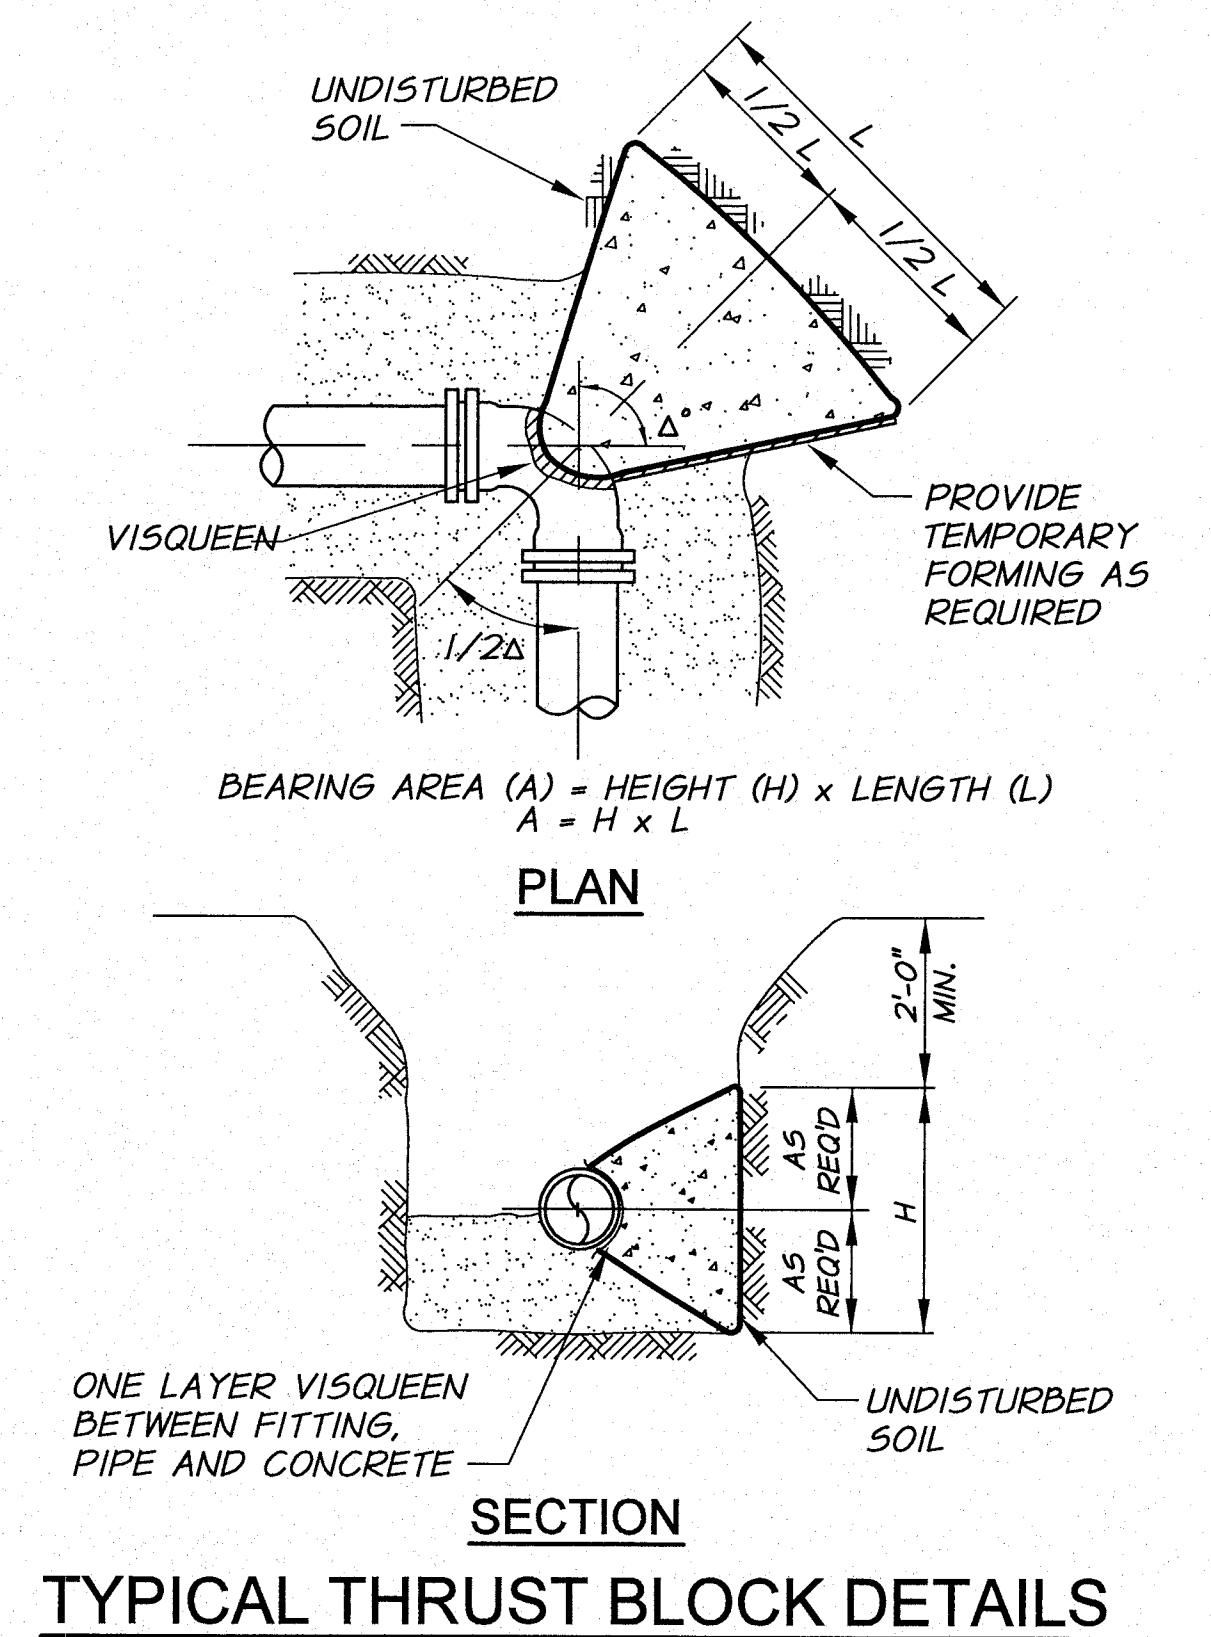 UNDISTURBED
SOIL
1/2 L
L
1/2 L
Δ°
VISQUEEN
PROVIDE
TEMPORARY
FORMING AS
REQUIRED
1/2Δ
BEARING AREA (A) = HEIGHT (H) x LENGTH (L)
A = H x L
PLAN
2'-0"
MIN.
AS
REQ'D
H
AS
REQ'D
ONE LAYER VISQUEEN
BETWEEN FITTING,
PIPE AND CONCRETE
UNDISTURBED
SOIL
SECTION
TYPICAL THRUST BLOCK DETAILS